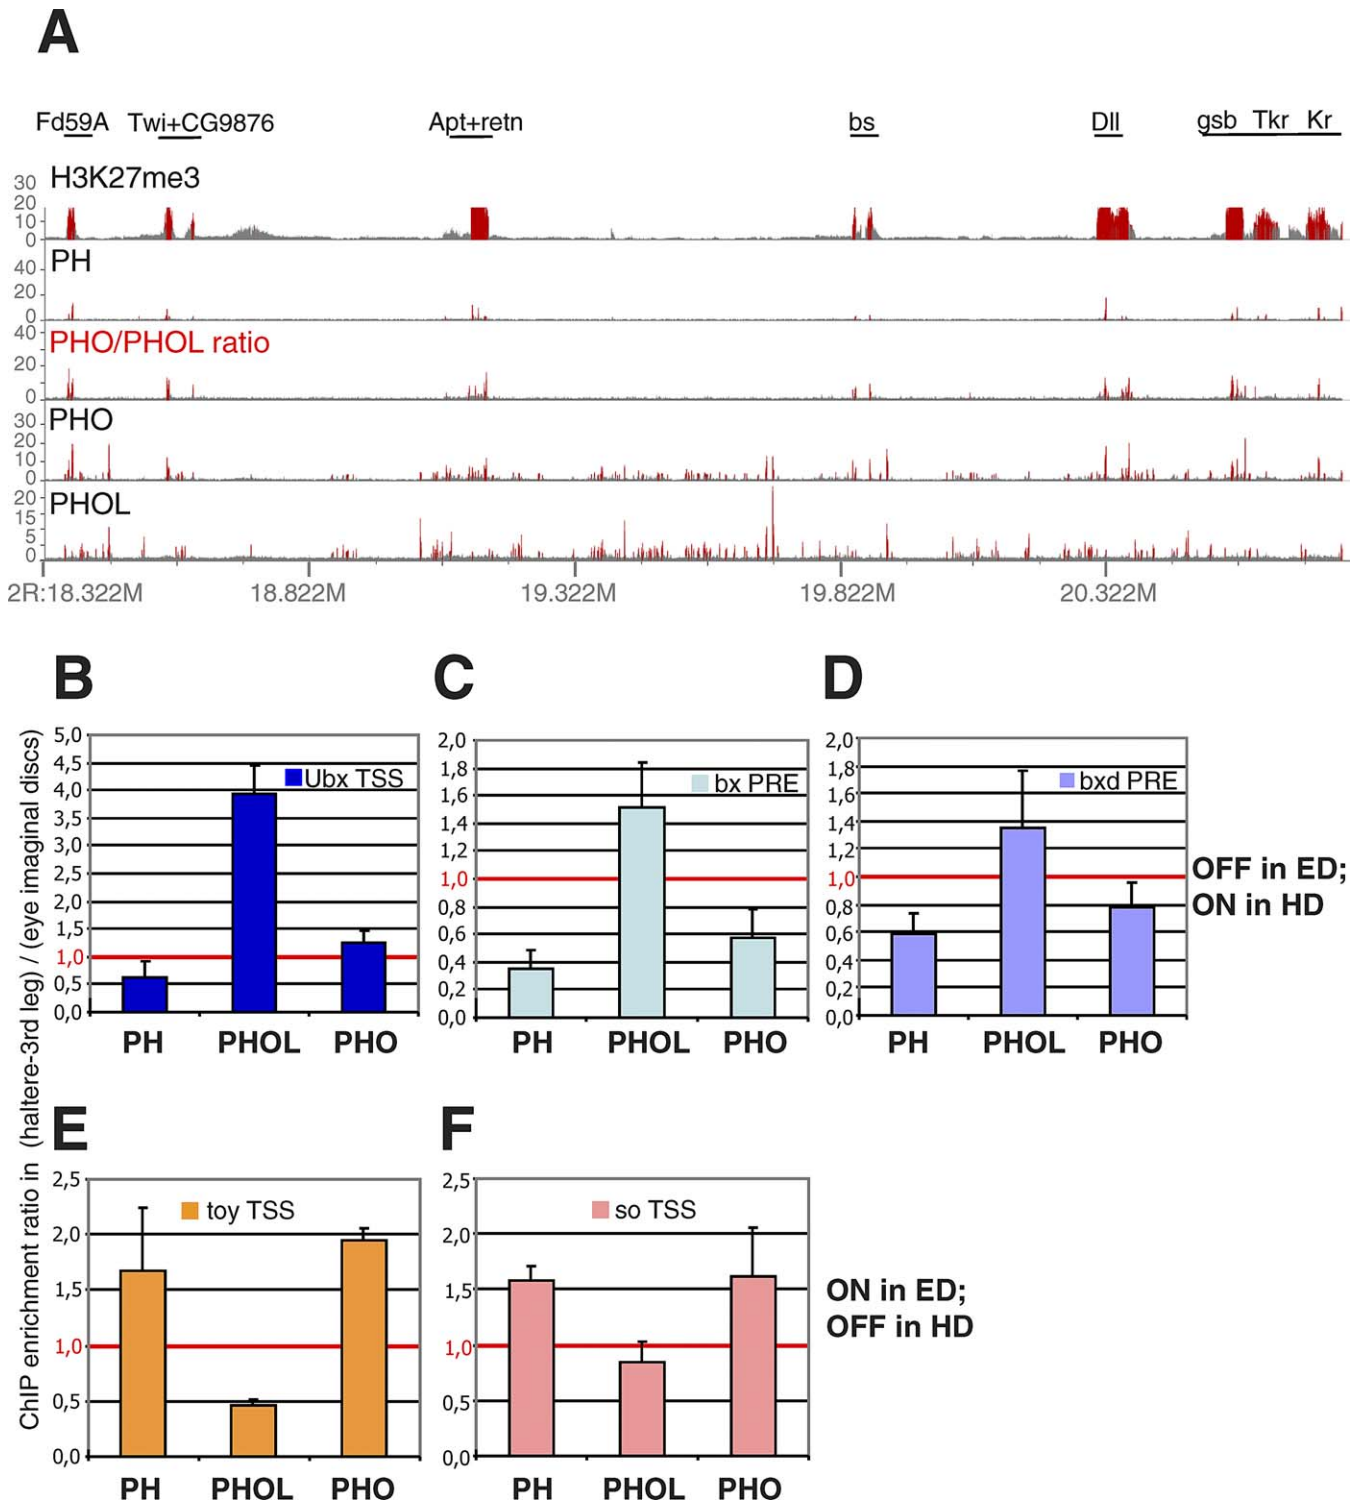 A
Fd59A Twi+CG9876 Apt+retn bs Dll gsb Tkr Kr
H3K27me3
30
20
10
0
PH
40
20
0
PHO/PHOL ratio
40
20
0
PHO
30
20
10
0
PHOL
20
15
5
0
2R:18.322M 18.822M 19.322M 19.822M 20.322M
ChIP enrichment ratio in (haltere-3rd leg) / (eye imaginal discs)
B
5,0
4,5
4,0
3,5
3,0
2,5
2,0
1,5
1,0
0,5
0,0
Ubx TSS
PH PHOL PHO
C
2,0
1,8
1,6
1,4
1,2
1,0
0,8
0,6
0,4
0,2
0,0
bx PRE
PH PHOL PHO
D
2,0
1,8
1,6
1,4
1,2
1,0
0,8
0,6
0,4
0,2
0,0
bxd PRE
PH PHOL PHO
OFF in ED;
ON in HD
E
2,5
2,0
1,5
1,0
0,5
0,0
toy TSS
PH PHOL PHO
F
2,5
2,0
1,5
1,0
0,5
0,0
so TSS
PH PHOL PHO
ON in ED;
OFF in HD